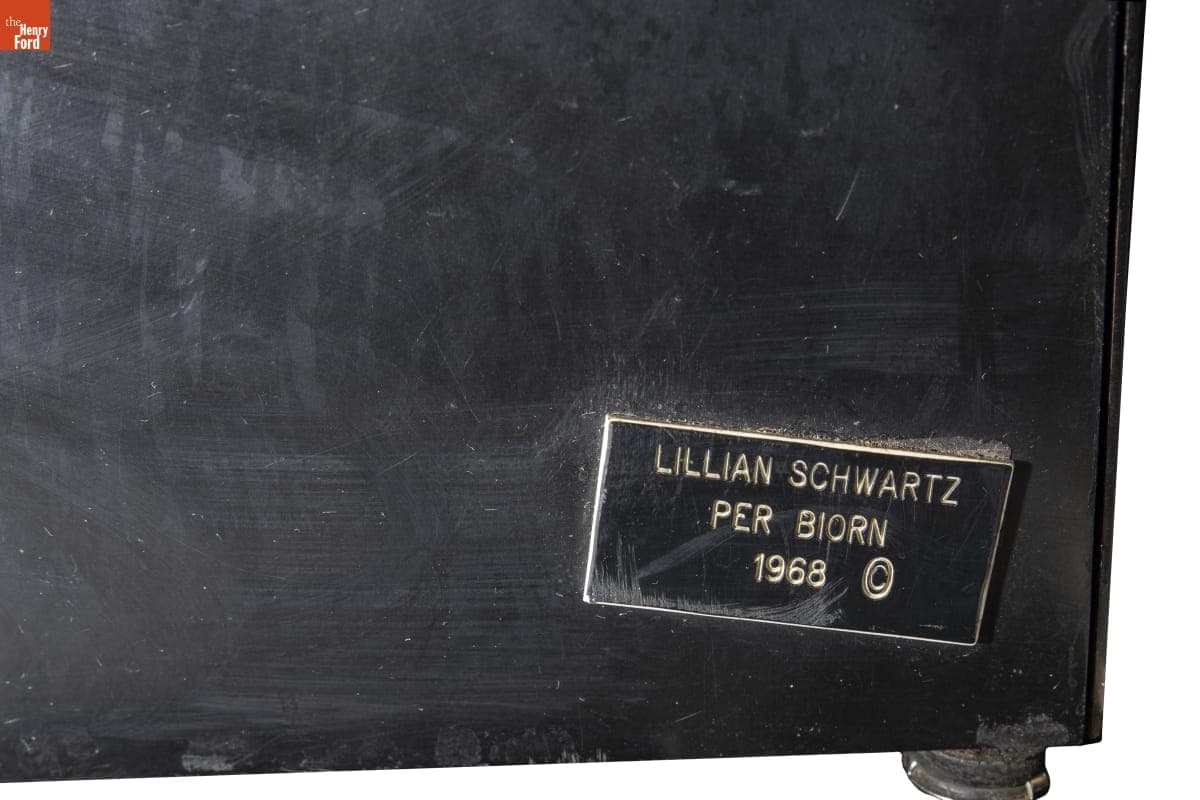 the
Henry
Ford
LILLIAN SCHWARTZ
PER BIORN
1968 ©